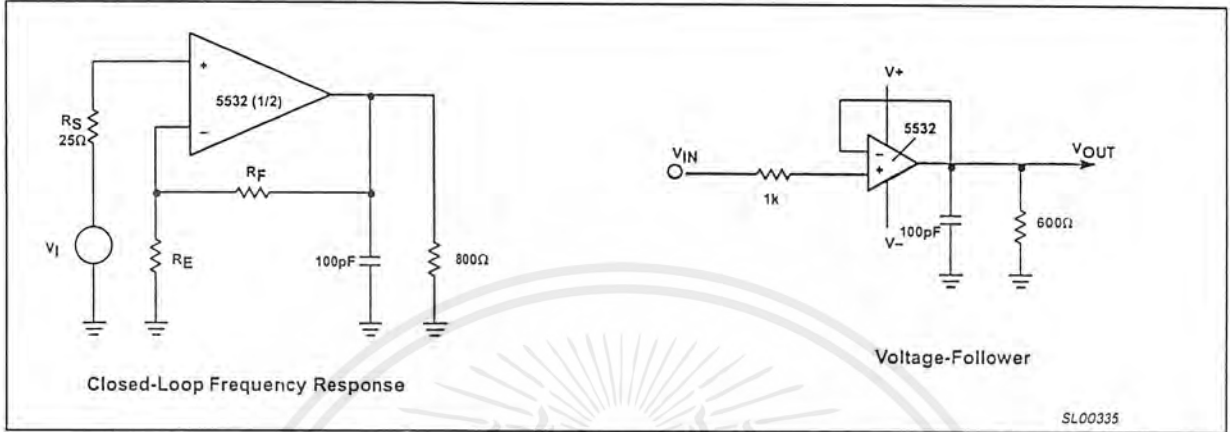 +
5532 (1/2)
−
RS
25Ω
RF
VI
RE
100pF
800Ω
Closed-Loop Frequency Response
V+
5532
VIN
−
+
VOUT
1k
V−
100pF
600Ω
Voltage-Follower
SL00335